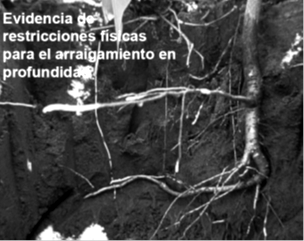 Evidencia de
restricciones físicas
para el arraigamiento en
profundidad.